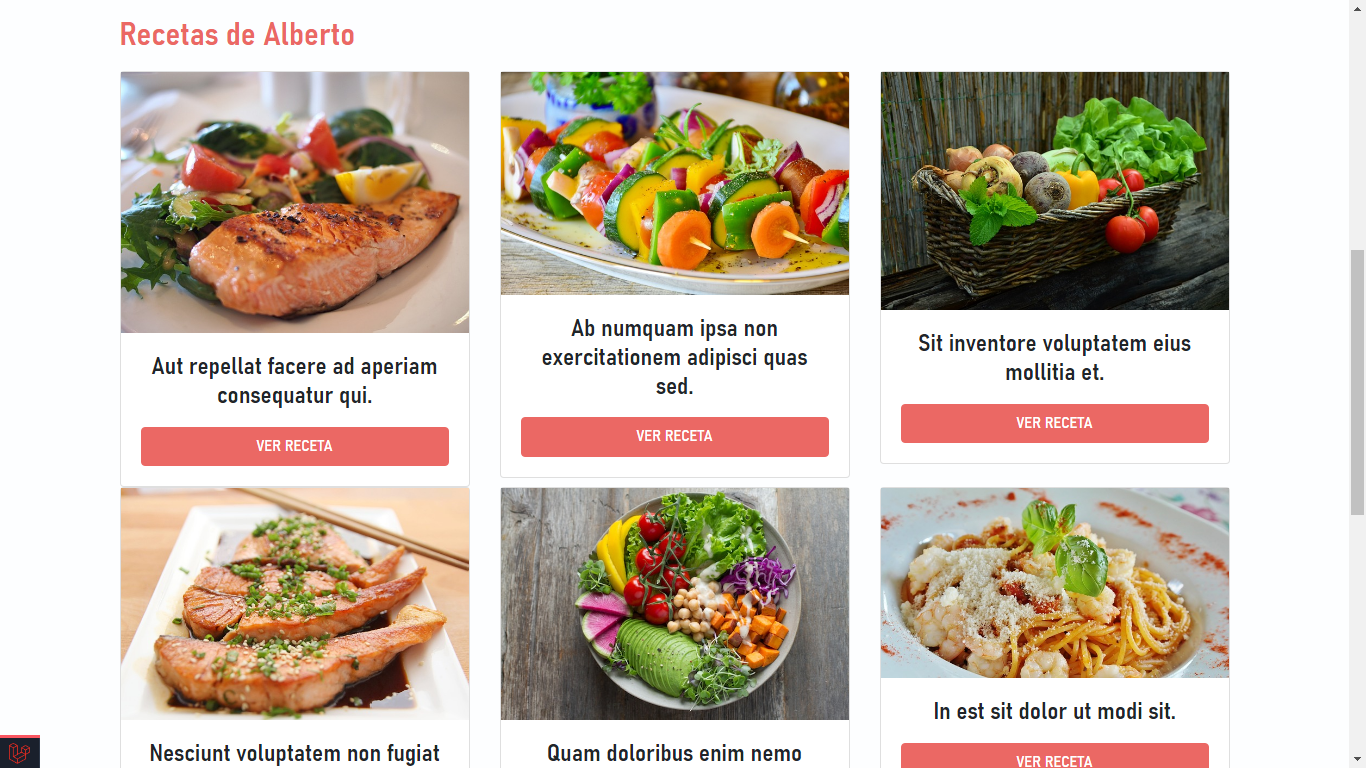 Recetas de Alberto
Aut repellat facere ad aperiam
consequatur qui.
VER RECETA
Ab numquam ipsa non
exercitationem adipisci quas
sed.
VER RECETA
Sit inventore voluptatem eius
mollitia et.
VER RECETA
Nesciunt voluptatem non fugiat
Quam doloribus enim nemo
In est sit dolor ut modi sit.
VER RECETA